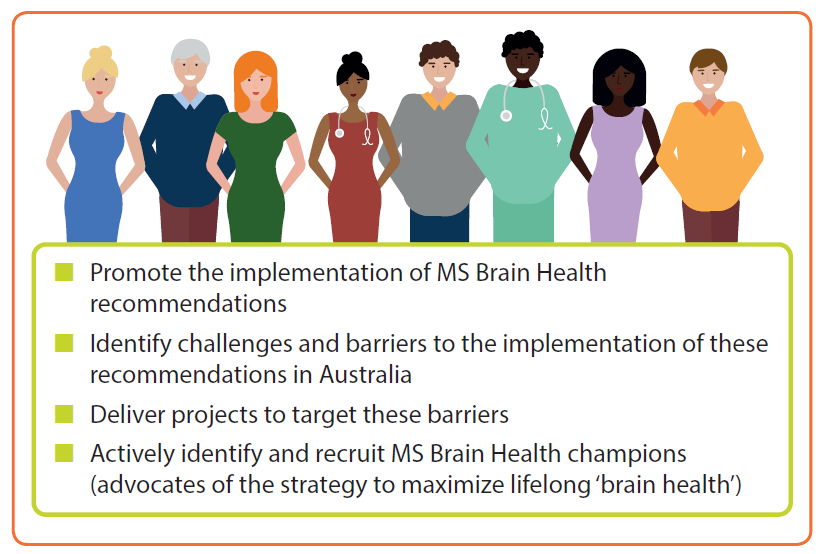 Promote the implementation of MS Brain Health
recommendations
Identify challenges and barriers to the implementation of these
recommendations in Australia
Deliver projects to target these barriers
Actively identify and recruit MS Brain Health champions
(advocates of the strategy to maximize lifelong ‘brain health’)